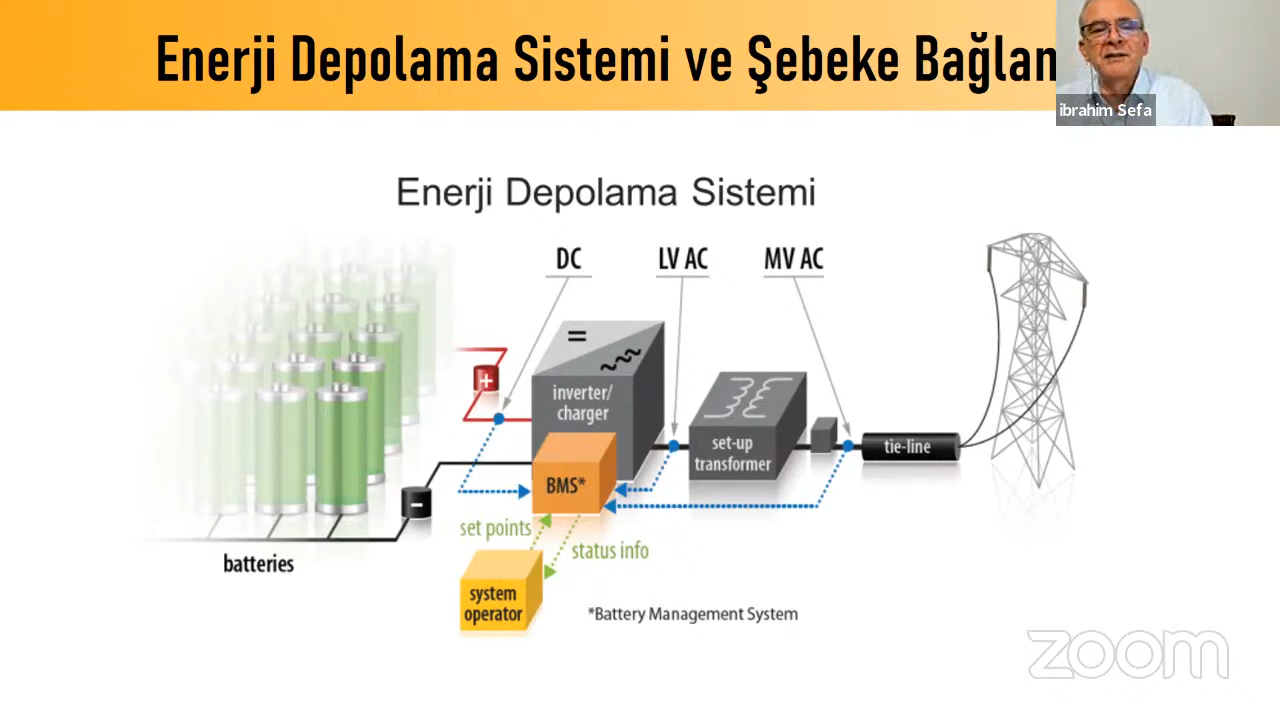 Enerji Depolama Sistemi ve Şebeke Bağlan
ibrahim Sefa
Enerji Depolama Sistemi
DC
LV AC
MV AC
=
+
inverter/
charger
set-up
transformer
tie-line
BMS*
-
set points
status info
batteries
system
operator
*Battery Management System
zoom